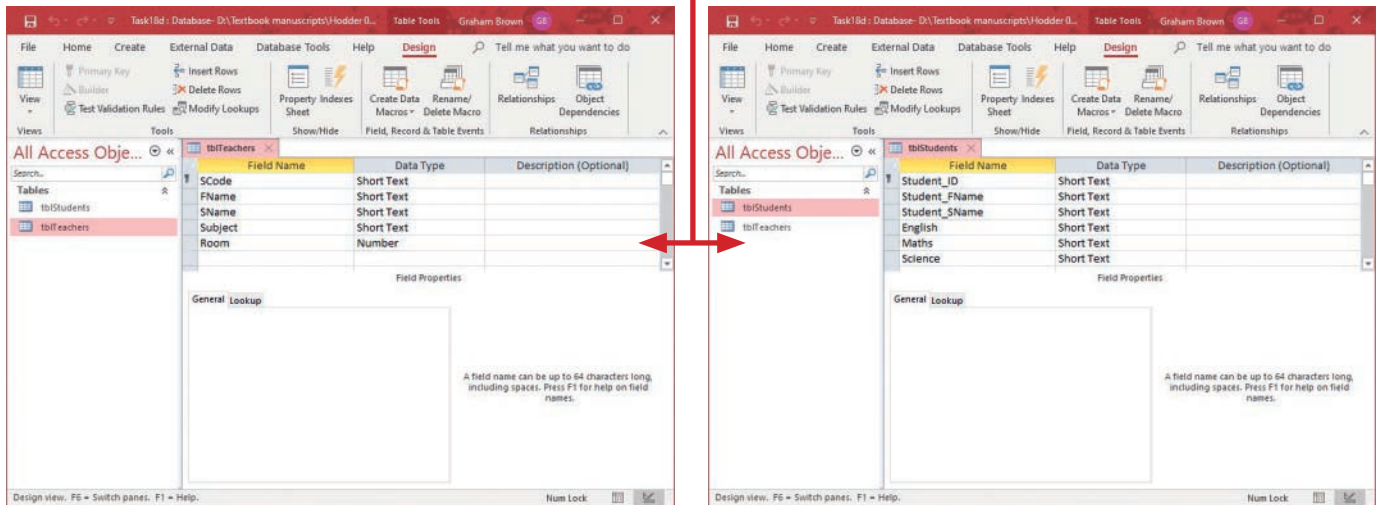 Task18d : Database- D:\Textbook manuscripts\Hodder 0... Table Tools Graham Brown GB
File Home Create External Data Database Tools Help Design Tell me what you want to do
View
Primary Key
Builder
Test Validation Rules
Insert Rows
Delete Rows
Modify Lookups
Property Sheet
Indexes
Create Data Macros
Rename/ Delete Macro
Relationships
Object Dependencies
Views Tools Show/Hide Field, Record & Table Events Relationships
All Access Obje... «
Search...
Tables
tblStudents
tblTeachers
tblTeachers
Field Name Data Type Description (Optional)
SCode Short Text
FName Short Text
SName Short Text
Subject Short Text
Room Number
Field Properties
General Lookup
A field name can be up to 64 characters long,
including spaces. Press F1 for help on field
names.
Design view. F6 = Switch panes. F1 = Help. Num Lock
Task18d : Database- D:\Textbook manuscripts\Hodder 0... Table Tools Graham Brown GB
File Home Create External Data Database Tools Help Design Tell me what you want to do
View
Primary Key
Builder
Test Validation Rules
Insert Rows
Delete Rows
Modify Lookups
Property Sheet
Indexes
Create Data Macros
Rename/ Delete Macro
Relationships
Object Dependencies
Views Tools Show/Hide Field, Record & Table Events Relationships
All Access Obje... «
Search...
Tables
tblStudents
tblTeachers
tblStudents
Field Name Data Type Description (Optional)
Student_ID Short Text
Student_FName Short Text
Student_SName Short Text
English Short Text
Maths Short Text
Science Short Text
Field Properties
General Lookup
A field name can be up to 64 characters long,
including spaces. Press F1 for help on field
names.
Design view. F6 = Switch panes. F1 = Help. Num Lock